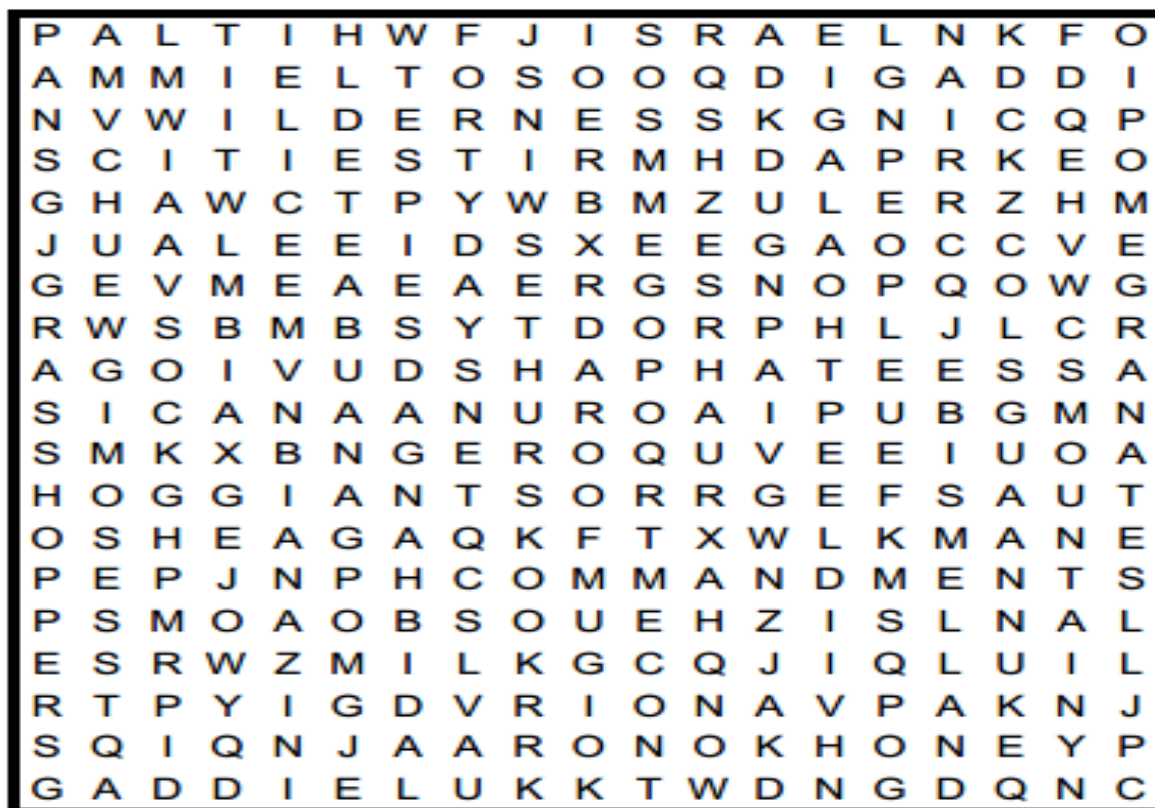 P A L T I H W F J I S R A E L N K F O
A M M I E L T O S O O Q D I G A D D I
N V W I L D E R N E S S K G N I C Q P
S C I T I E S T I R M H D A P R K E O
G H A W C T P Y W B M Z U L E R Z H M
J U A L E E I D S X E E G A O C C V E
G E V M E A E A E R G S N O P Q O W G
R W S B M B S Y T D O R P H L J L C R
A G O I V U D S H A P H A T E E S S A
S I C A N A A N U R O A I P U B G M N
S M K X B N G E R O Q U V E E I U O A
H O G G I A N T S O R R G E F S A U T
O S H E A G A Q K F T X W L K M A N E
P E P J N P H C O M M A N D M E N T S
P S M O A O B S O U E H Z I S L N A L
E S R W Z M I L K G C Q J I Q L U I L
R T P Y I G D V R I O N A V P A K N J
S Q I Q N J A A R O N O K H O N E Y P
G A D D I E L U K K T W D N G D Q N C